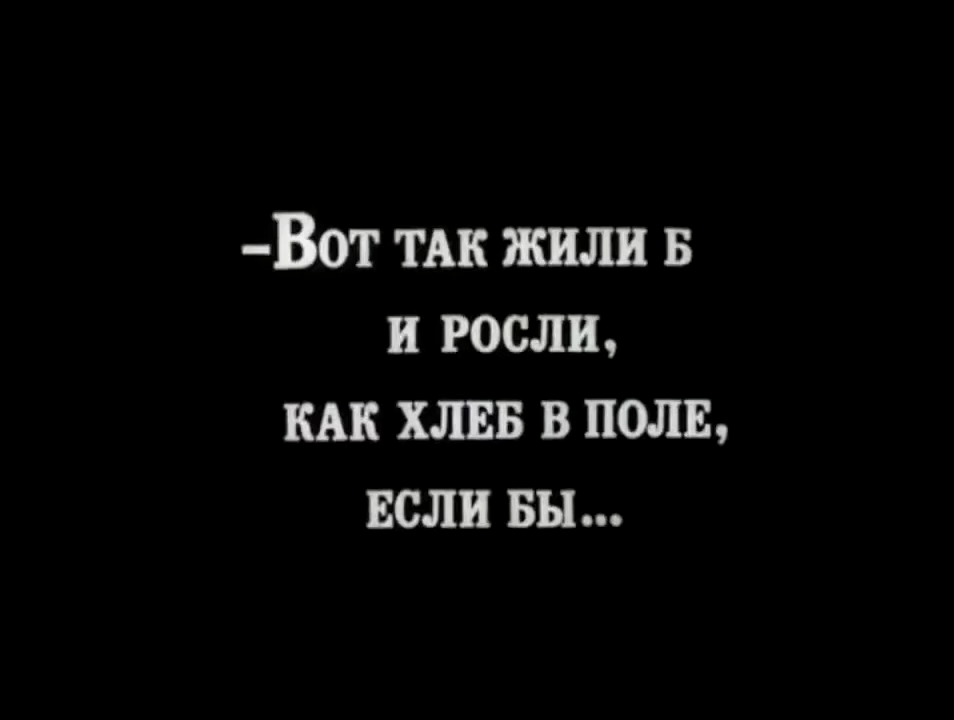 -Вот так жили б
и росли,
как хлеб в поле,
если бы...